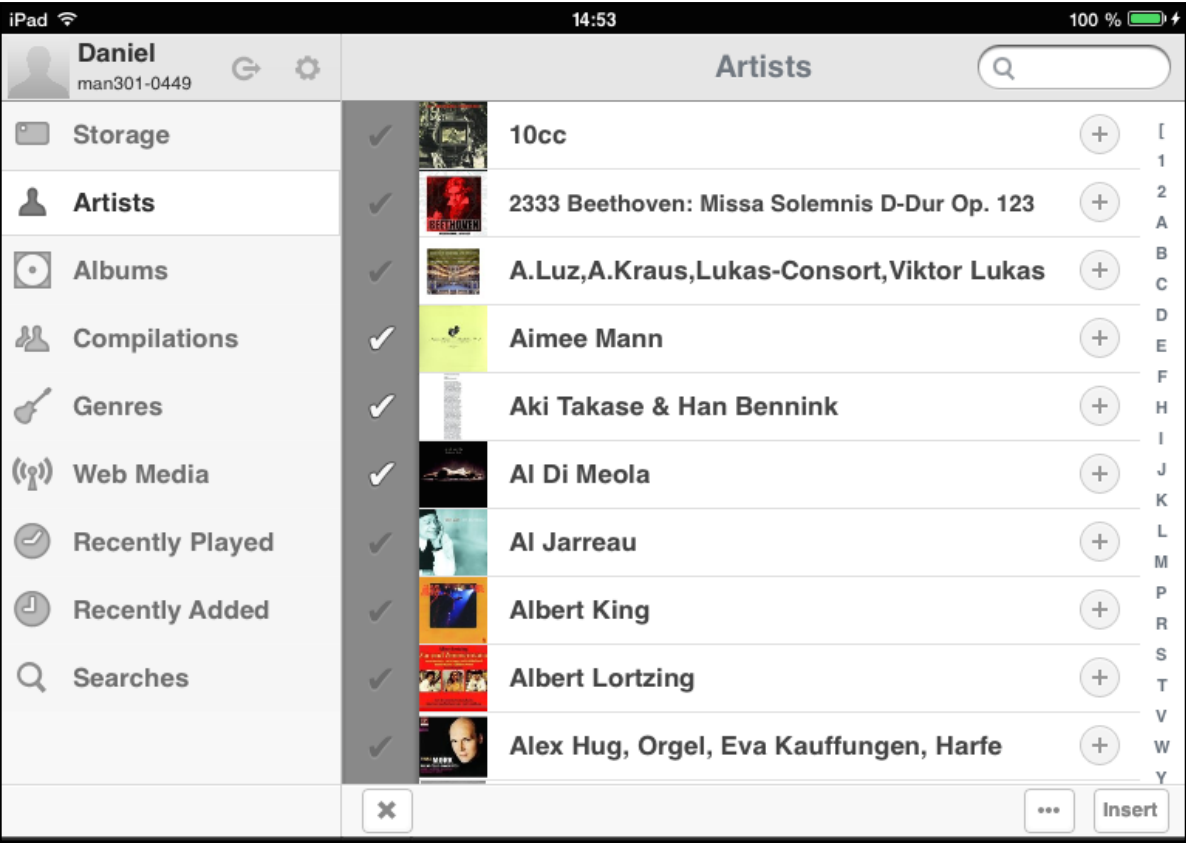 iPad
14:53
100 %
Daniel
man301-0449
Artists
Storage
Artists
Albums
Compilations
Genres
Web Media
Recently Played
Recently Added
Searches
10cc
2333 Beethoven: Missa Solemnis D-Dur Op. 123
BEETHOVEN
A.Luz,A.Kraus,Lukas-Consort,Viktor Lukas
Aimee Mann
Aki Takase & Han Bennink
Al Di Meola
Al Jarreau
Albert King
Albert Lortzing
Alex Hug, Orgel, Eva Kauffungen, Harfe
[
1
2
A
B
C
D
E
F
H
I
J
K
L
M
P
R
S
T
V
W
Y
...
Insert